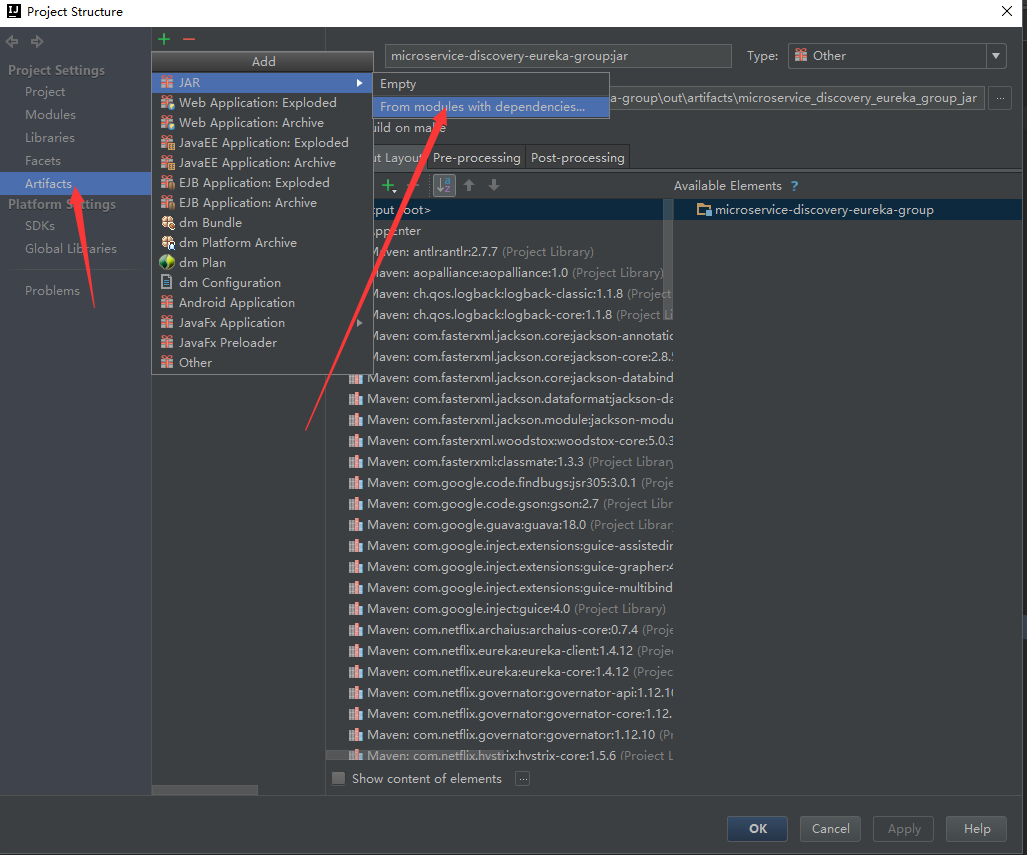 Project Structure
Project Settings
Project
Modules
Libraries
Facets
Artifacts
Platform Settings
SDKs
Global Libraries
Problems
Add
JAR
Web Application: Exploded
Web Application: Archive
JavaEE Application: Exploded
JavaEE Application: Archive
EJB Application: Exploded
EJB Application: Archive
dm Bundle
dm Platform Archive
dm Plan
dm Configuration
Android Application
JavaFx Application
JavaFx Preloader
Other
Empty
From modules with dependencies...
microservice-discovery-eureka-group:jar
Type: Other
a-group\out\artifacts\microservice_discovery_eureka_group_jar ...
uild on make
ut Layout Pre-processing Post-processing
Available Elements ?
tput root>
AppEnter
Maven: antlr:antlr:2.7.7 (Project Library)
Maven: aopalliance:aopalliance:1.0 (Project Library)
Maven: ch.qos.logback:logback-classic:1.1.8 (Project
Maven: ch.qos.logback:logback-core:1.1.8 (Project Li
Maven: com.fasterxml.jackson.core:jackson-annotatio
Maven: com.fasterxml.jackson.core:jackson-core:2.8.5
Maven: com.fasterxml.jackson.core:jackson-databind
Maven: com.fasterxml.jackson.dataformat:jackson-da
Maven: com.fasterxml.jackson.module:jackson-modu
Maven: com.fasterxml.woodstox:woodstox-core:5.0.3
Maven: com.fasterxml:classmate:1.3.3 (Project Library
Maven: com.google.code.findbugs:jsr305:3.0.1 (Proje
Maven: com.google.code.gson:gson:2.7 (Project Libr
Maven: com.google.guava:guava:18.0 (Project Library
Maven: com.google.inject.extensions:guice-assistedin
Maven: com.google.inject.extensions:guice-grapher:4
Maven: com.google.inject.extensions:guice-multibind
Maven: com.google.inject:guice:4.0 (Project Library)
Maven: com.netflix.archaius:archaius-core:0.7.4 (Proje
Maven: com.netflix.eureka:eureka-client:1.4.12 (Projec
Maven: com.netflix.eureka:eureka-core:1.4.12 (Project
Maven: com.netflix.governator:governator-api:1.12.10
Maven: com.netflix.governator:governator-core:1.12.
Maven: com.netflix.governator:governator:1.12.10 (Pr
Maven: com.netflix.hystrix:hystrix-core:1.5.6 (Project L
microservice-discovery-eureka-group
Show content of elements ...
OK Cancel Apply Help